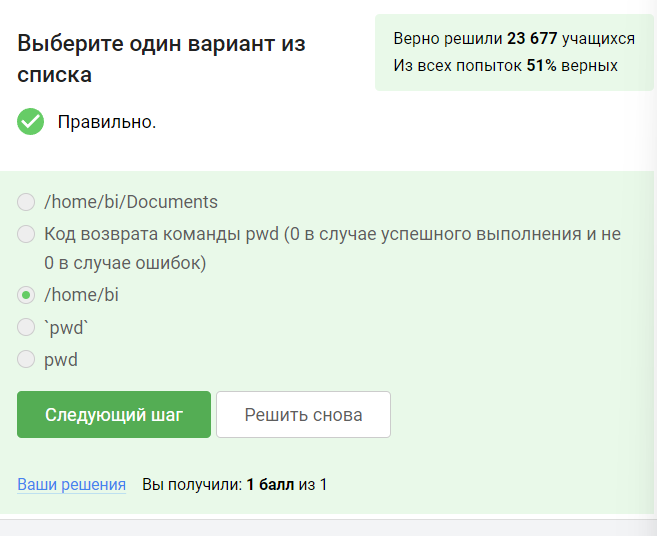 Выберите один вариант из
списка
Верно решили 23 677 учащихся
Из всех попыток 51% верных
Правильно.
/home/bi/Documents
Код возврата команды pwd (0 в случае успешного выполнения и не
0 в случае ошибок)
/home/bi
`pwd`
pwd
Следующий шаг
Решить снова
Ваши решения
Вы получили: 1 балл из 1